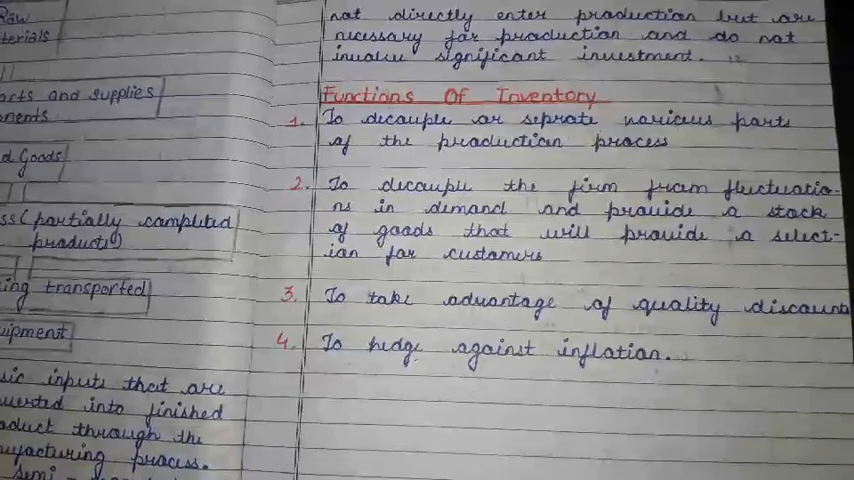 Raw
terials
orts and supplies
nents
d Goods
ss (partially completed
products)
ing transported
uipment
sic inputs that are
verted into finished
oduct through the
nufacturing process.
Semi -
not directly enter production but are
necessary for production and do not
involve significant investment.
Functions Of Inventory
1. To decouple or seprate various parts
of the production process
2. To decouple the firm from fluctuatio-
ns in demand and provide a stock
of goods that will provide a select-
ion for customers
3. To take advantage of quality discount
4. To hedge against inflation.